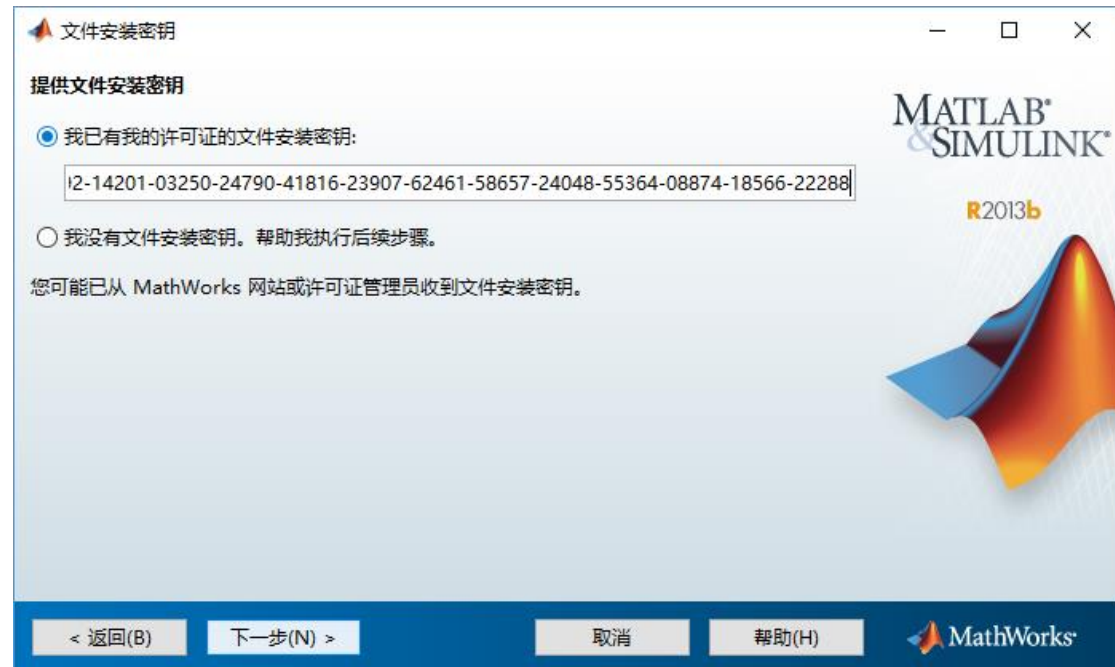 文件安装密钥
提供文件安装密钥
我已有我的许可证的文件安装密钥:
2-14201-03250-24790-41816-23907-62461-58657-24048-55364-08874-18566-22288
我没有文件安装密钥。帮助我执行后续步骤。
您可能已从 MathWorks 网站或许可证管理员收到文件安装密钥。
MATLAB®
&SIMULINK®
R2013b
< 返回(B)
下一步(N) >
取消
帮助(H)
MathWorks®